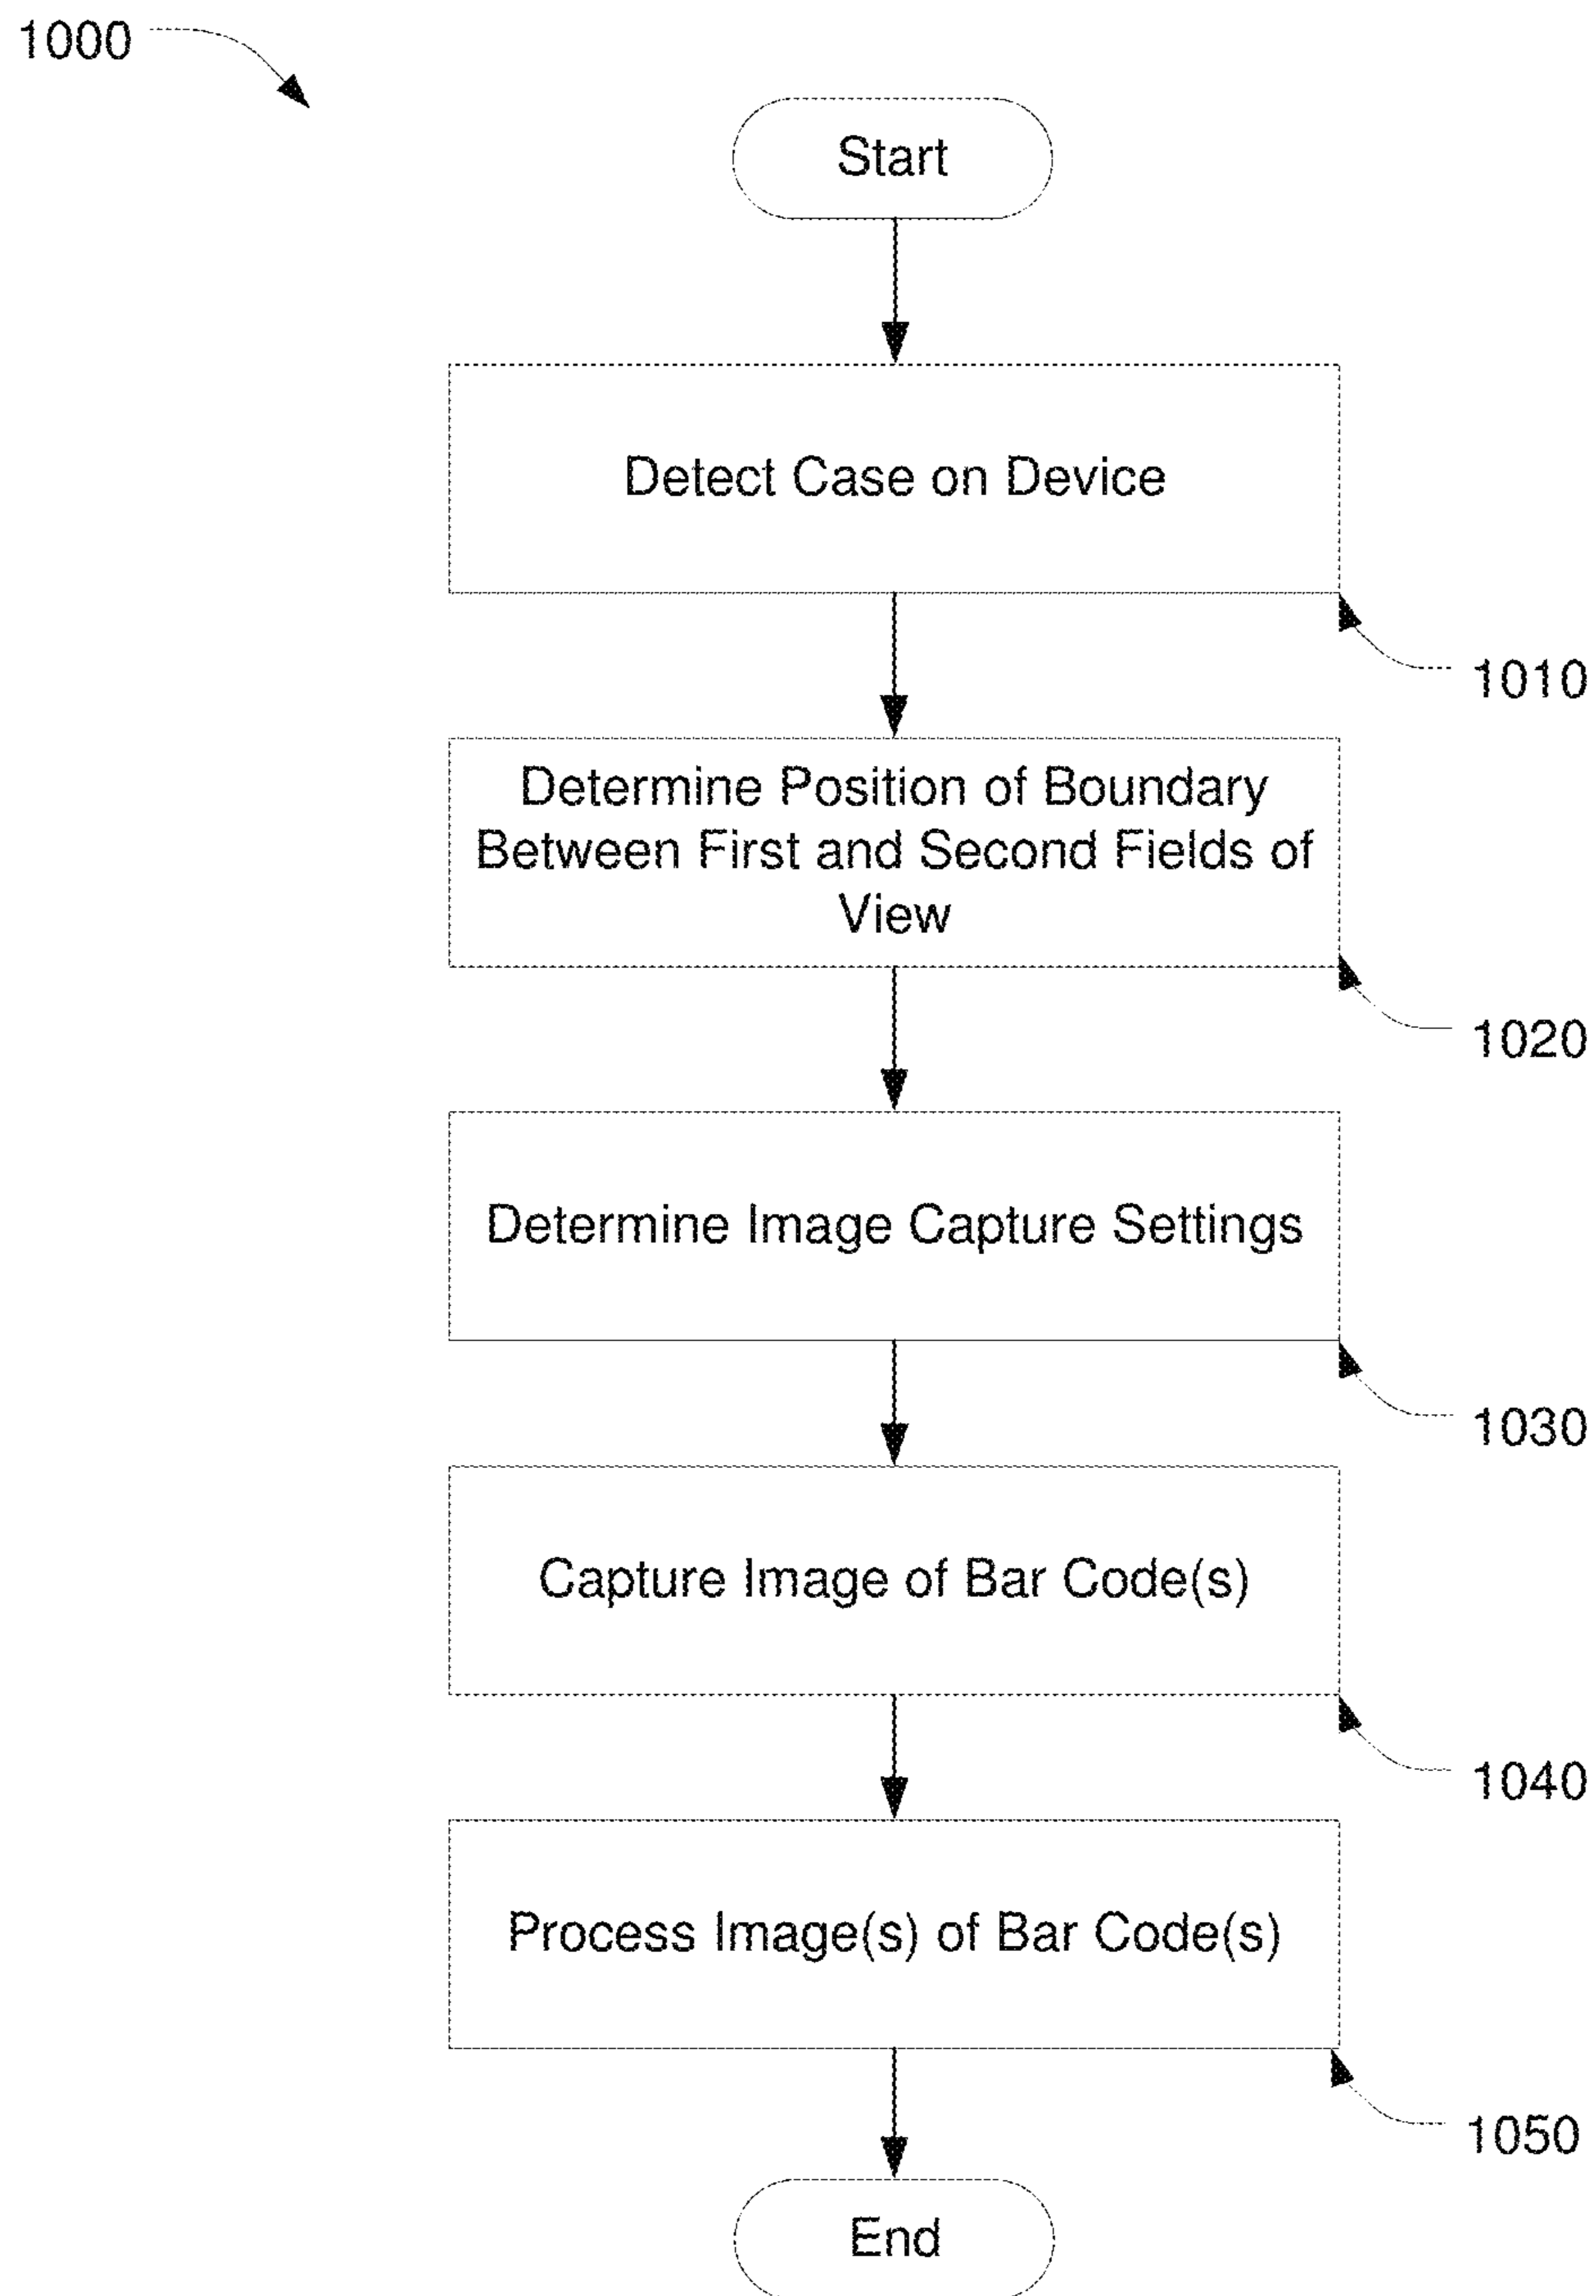 1000
Start
Detect Case on Device
1010
Determine Position of Boundary
Between First and Second Fields of
View
1020
Determine Image Capture Settings
1030
Capture Image of Bar Code(s)
1040
Process Image(s) of Bar Code(s)
1050
End